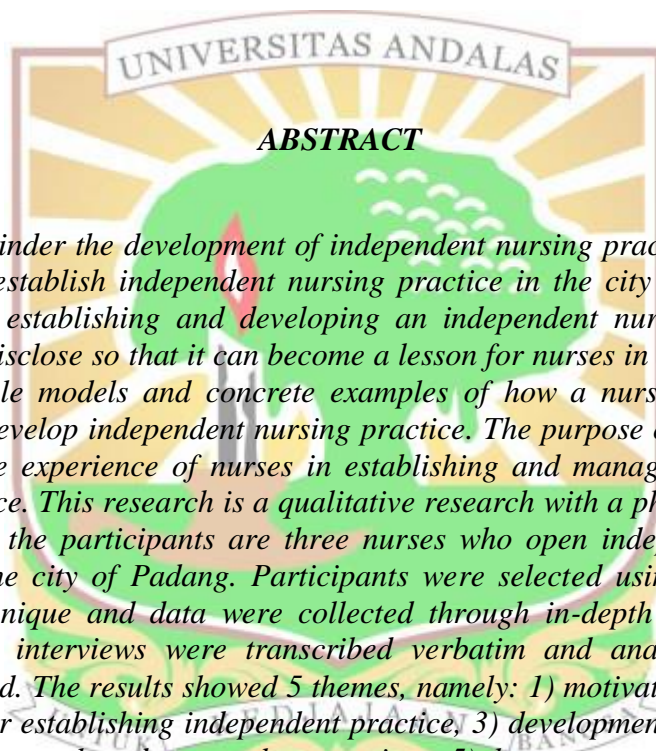 UNIVERSITAS ANDALAS
ABSTRACT
inder the development of independent nursing prac
establish independent nursing practice in the city
establishing and developing an independent nur
isclose so that it can become a lesson for nurses in
le models and concrete examples of how a nurs
evelop independent nursing practice. The purpose o
e experience of nurses in establishing and manag
ce. This research is a qualitative research with a ph
the participants are three nurses who open inde
he city of Padang. Participants were selected usin
nique and data were collected through in-depth
interviews were transcribed verbatim and ana
d. The results showed 5 themes, namely: 1) motivat
r establishing independent practice, 3) development